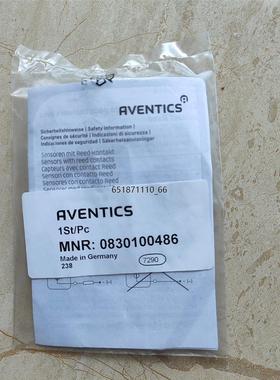 AVENTICS
Sicherheitshinweise | Safety information |
Consignes de sécurité | Indicazioni di sicurezza |
Indicaciones de seguridad | Säkerhetsanvisningar
Sensoren mit Reed-Kontakt
Sensors with reed contacts
Capteurs avec contact Reed
Sensori con contatto Reed
Sensor con contacto Reed
651871110_66
AVENTICS
1St/Pc
MNR: 0830100486
Made in Germany
238
7290